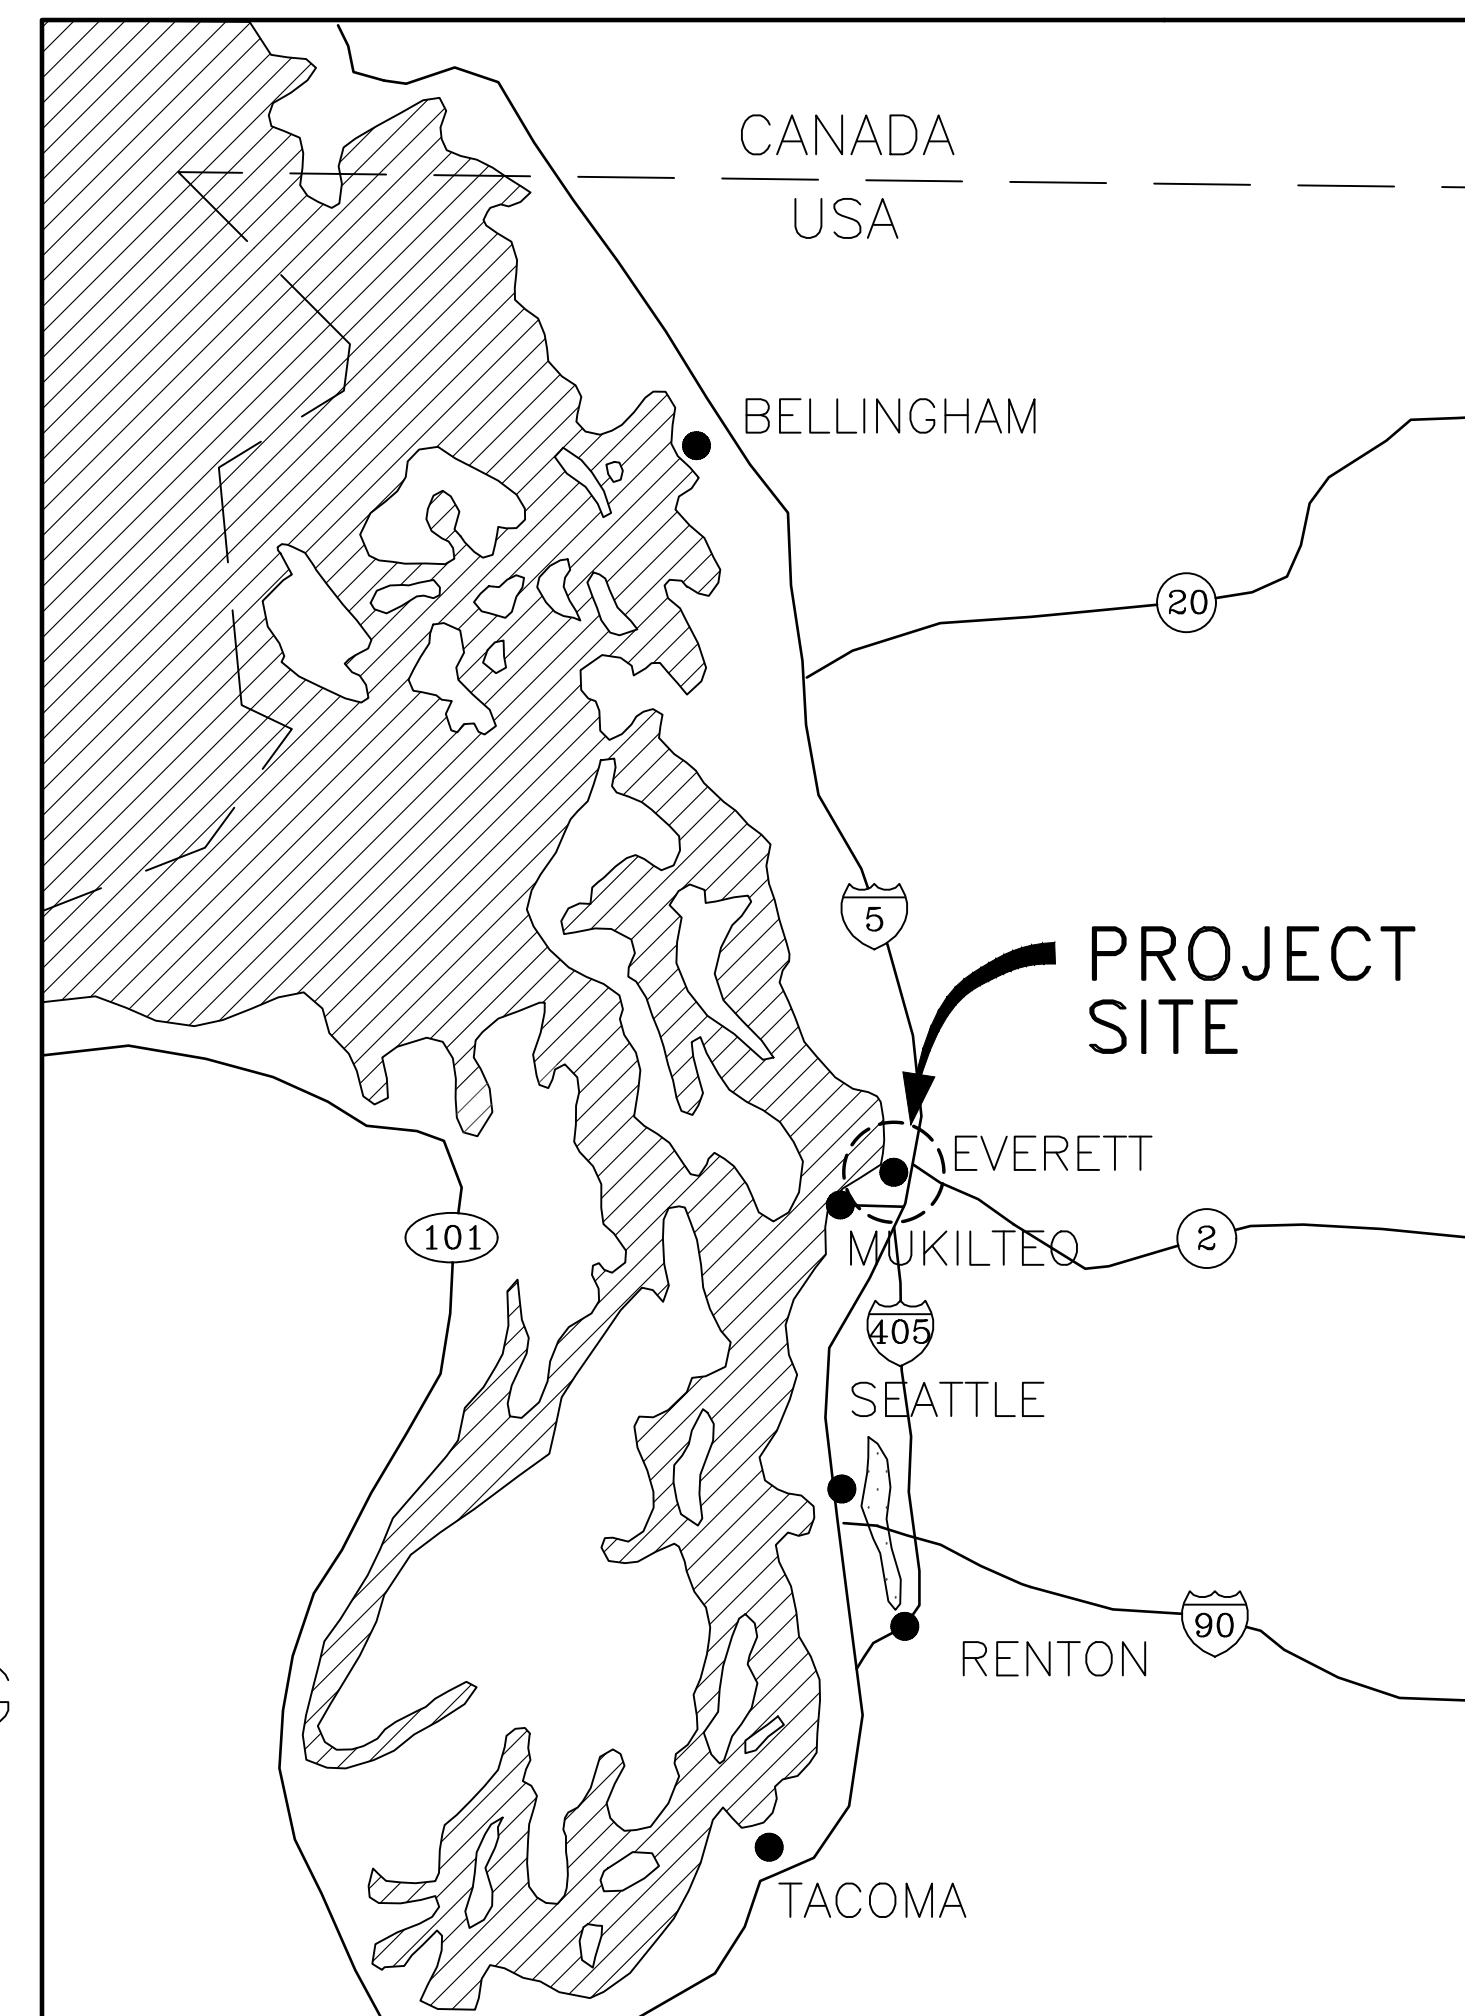 CANADA
USA
BELLINGHAM
20
5
PROJECT
SITE
EVERETT
101
MUKILTEO
2
405
SEATTLE
90
RENTON
TACOMA